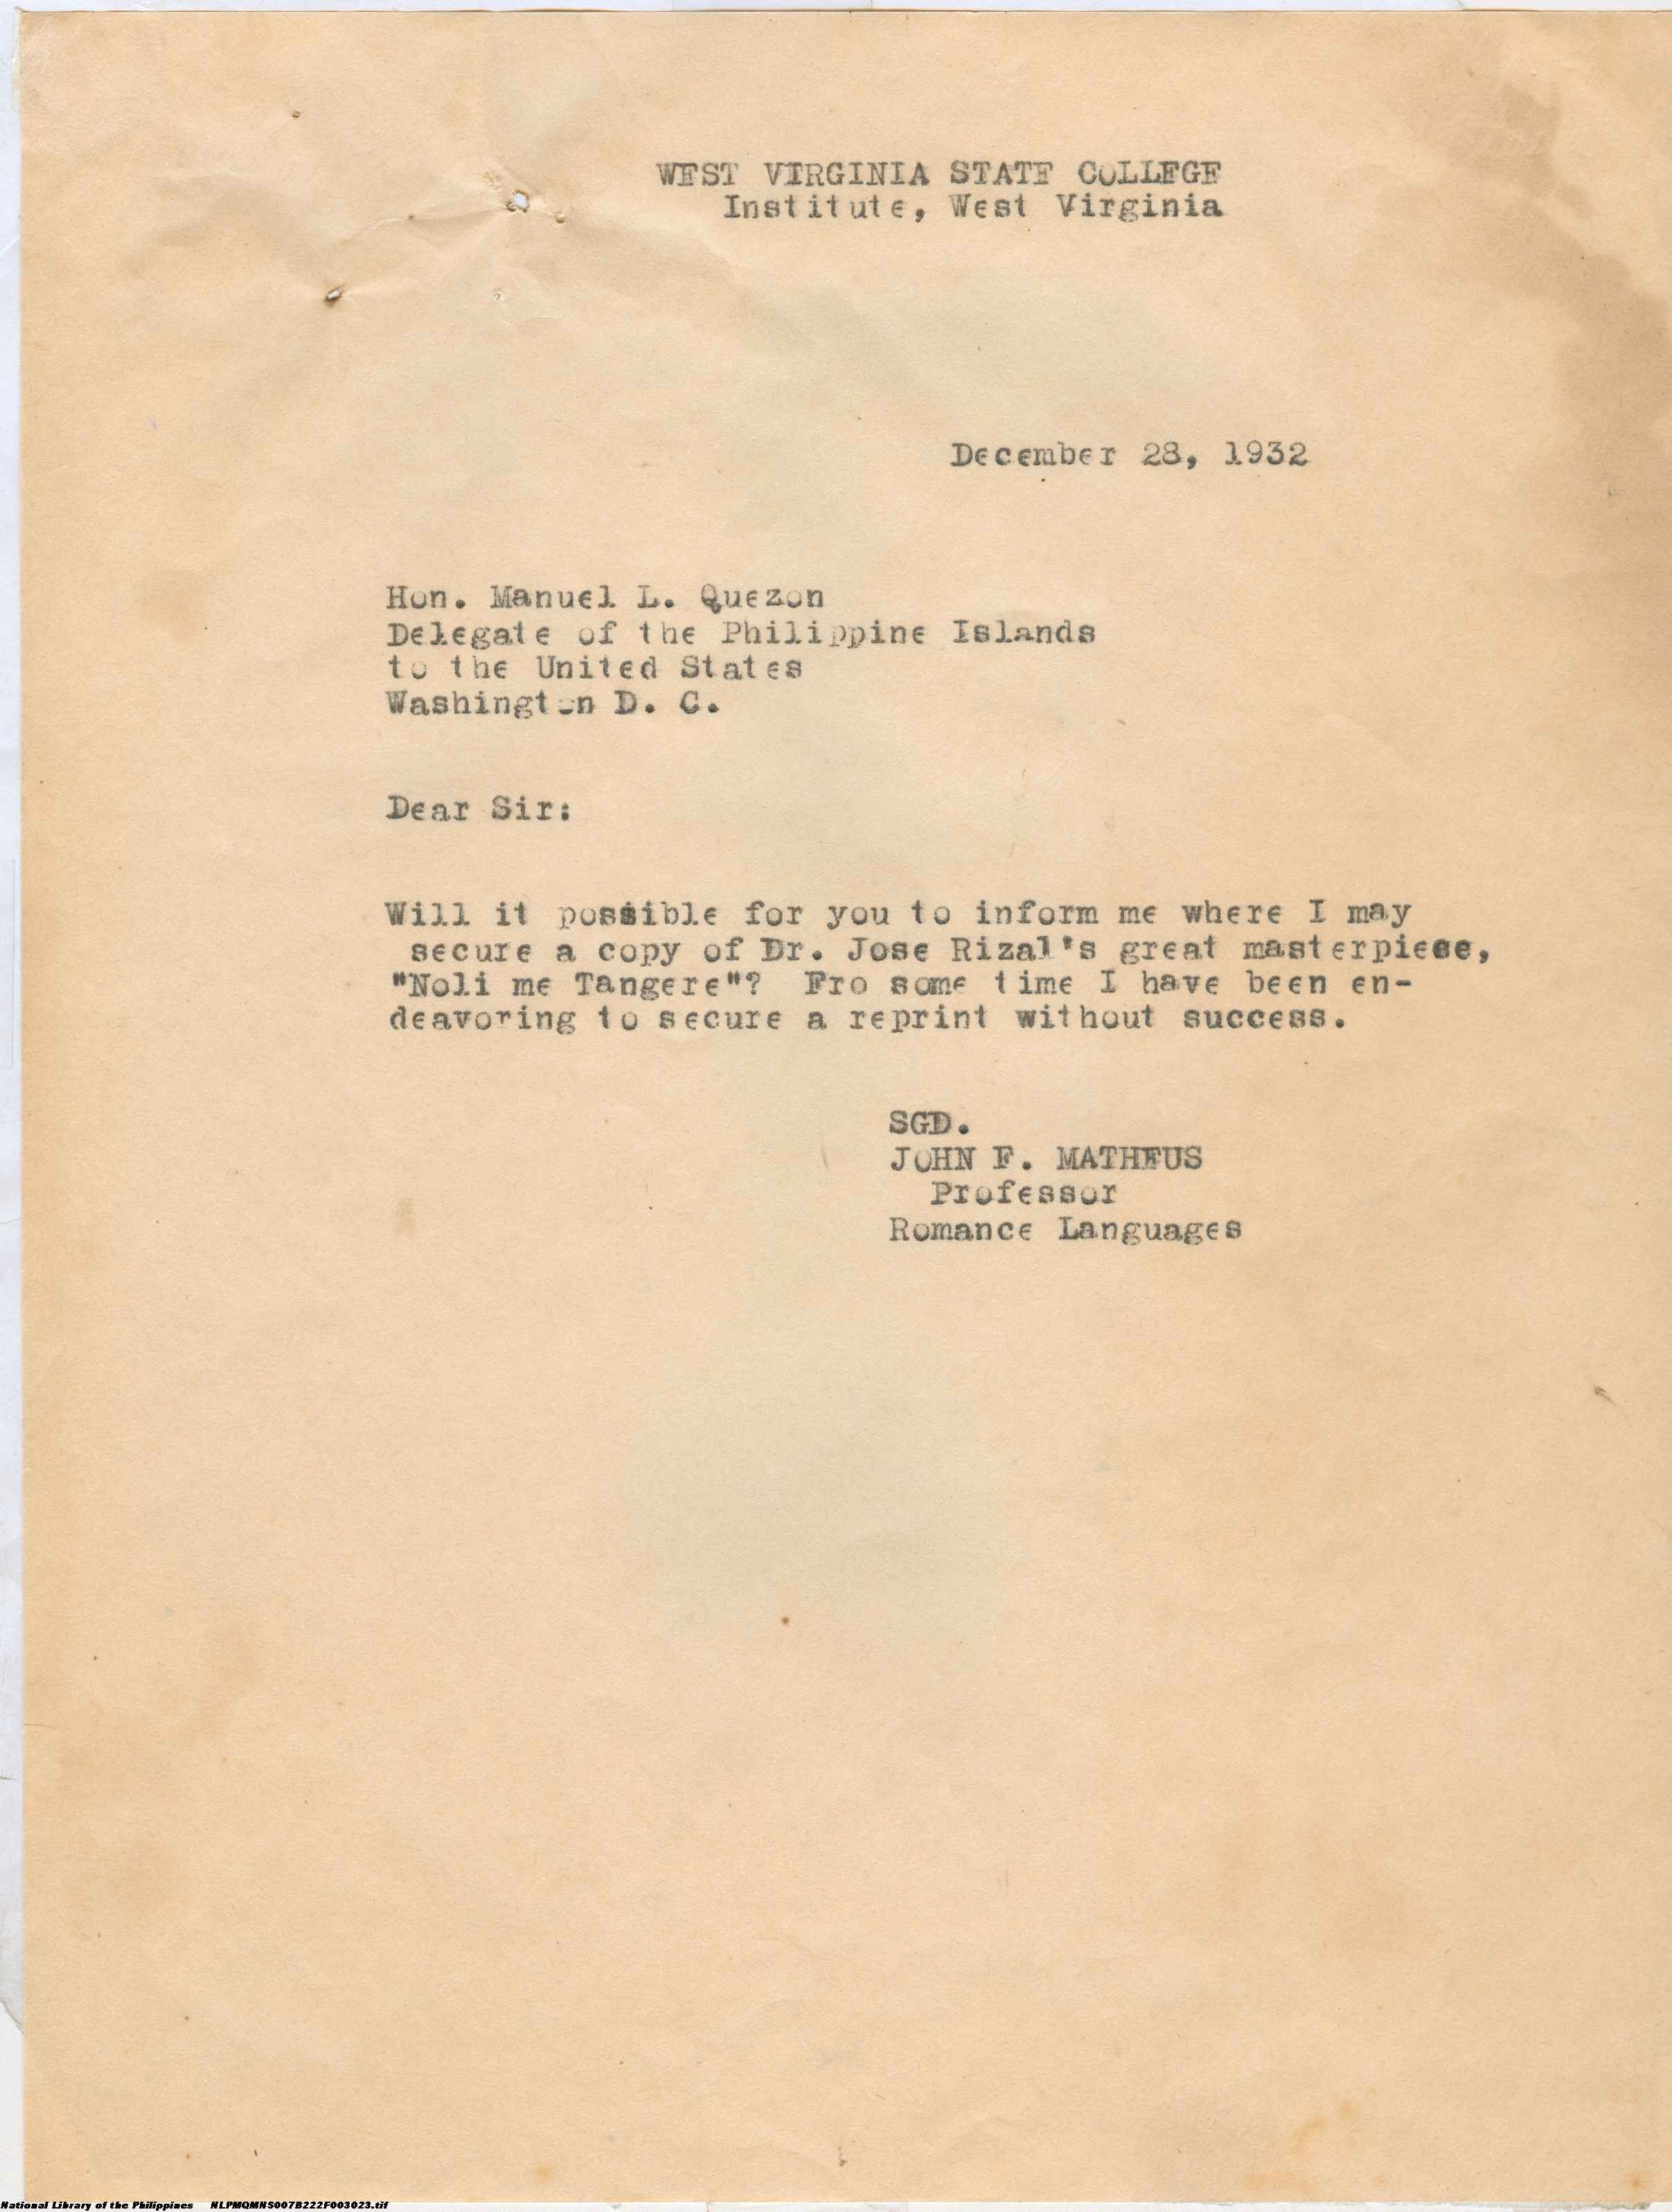 WEST VIRGINIA STATE COLLEGE
Institute, West Virginia
December 28, 1932
Hon. Manuel L. Quezon
Delegate of the Philippine Islands
to the United States
Washington D. C.
Dear Sir:
Will it possible for you to inform me where I may
secure a copy of Dr. Jose Rizal's great masterpiece,
"Noli me Tangere"? Fro some time I have been en-
deavoring to secure a reprint without success.
SGD.
JOHN F. MATHEUS
Professor
Romance Languages
National Library of the Philippines NLPMQMNS007B222F003023.tif